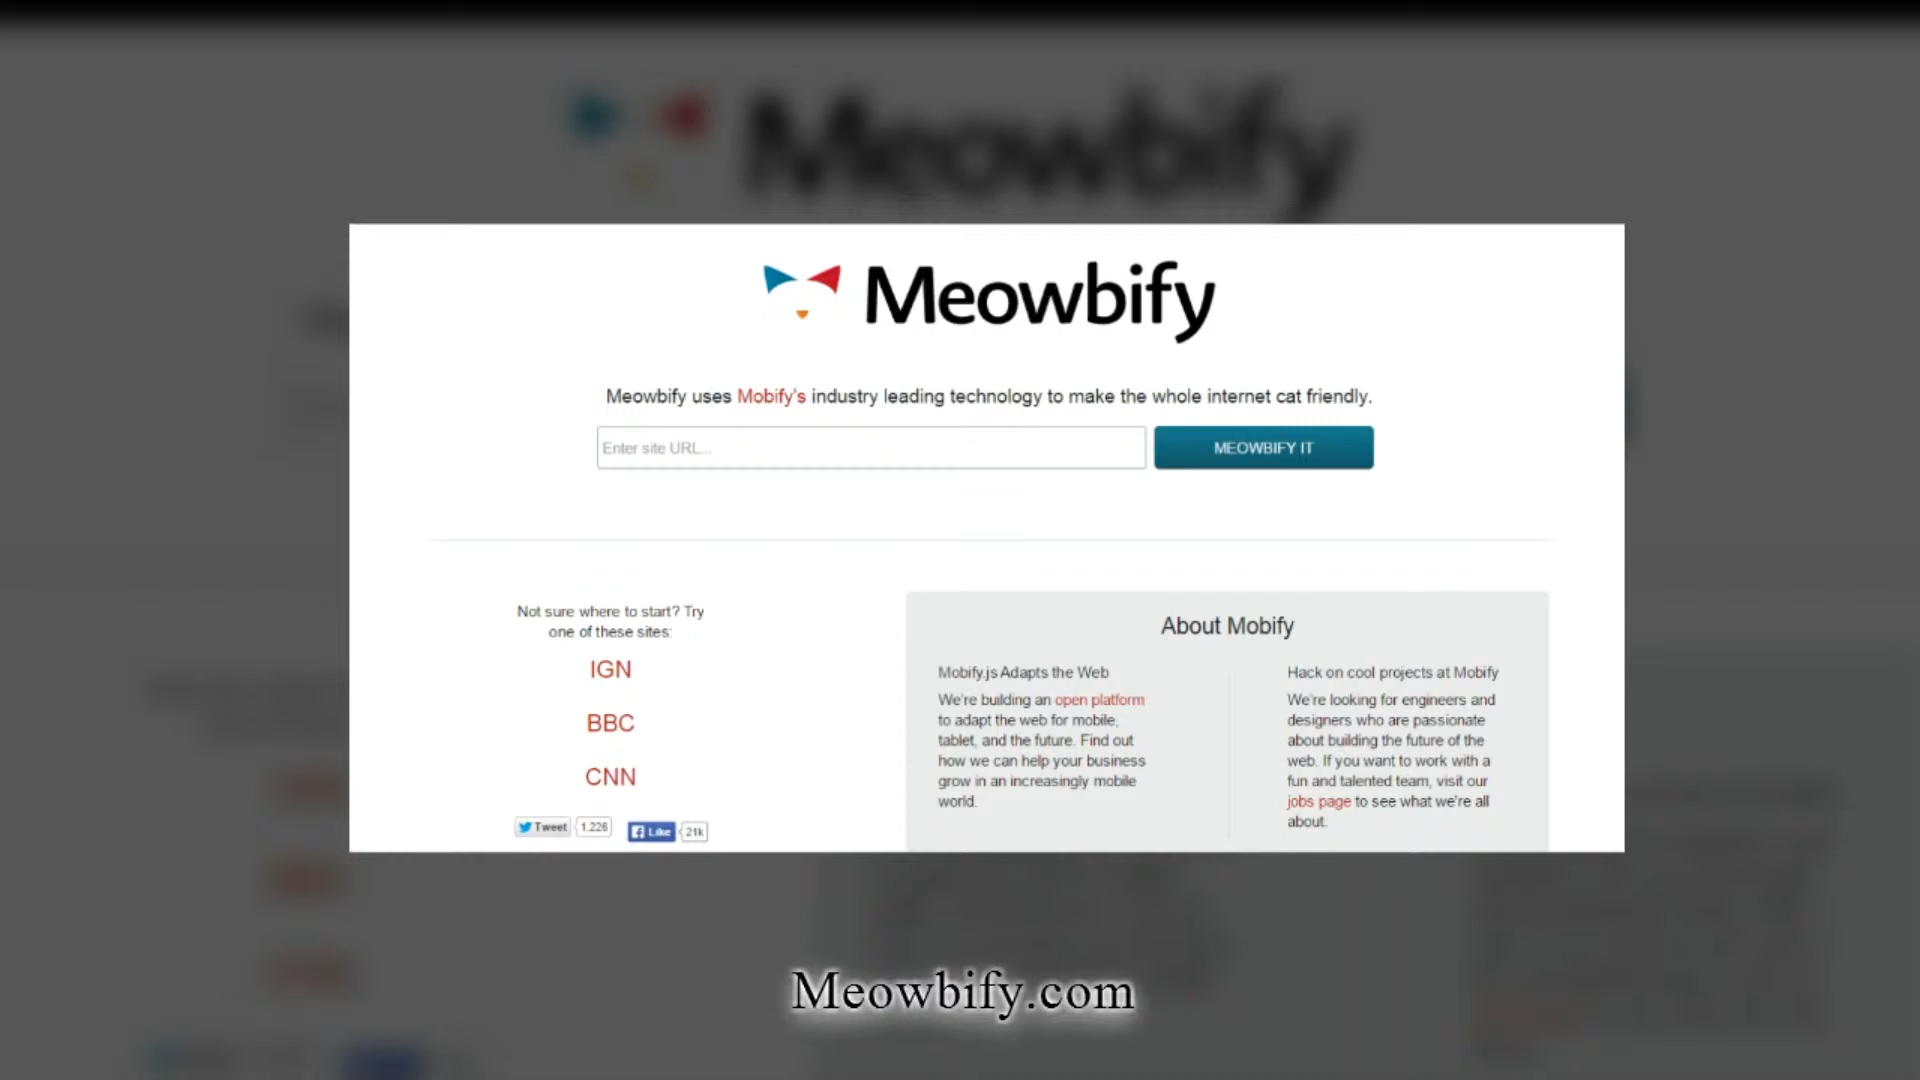 Meowbify
Meowbify uses Mobify's industry leading technology to make the whole internet cat friendly.
Enter site URL...
MEOWBIFY IT
Not sure where to start? Try
one of these sites:
IGN
BBC
CNN
Tweet 1,226
Like 21k
About Mobify
Mobify.js Adapts the Web
We're building an open platform
to adapt the web for mobile,
tablet, and the future. Find out
how we can help your business
grow in an increasingly mobile
world.
Hack on cool projects at Mobify
We're looking for engineers and
designers who are passionate
about building the future of the
web. If you want to work with a
fun and talented team, visit our
jobs page to see what we're all
about.
Meowbify.com